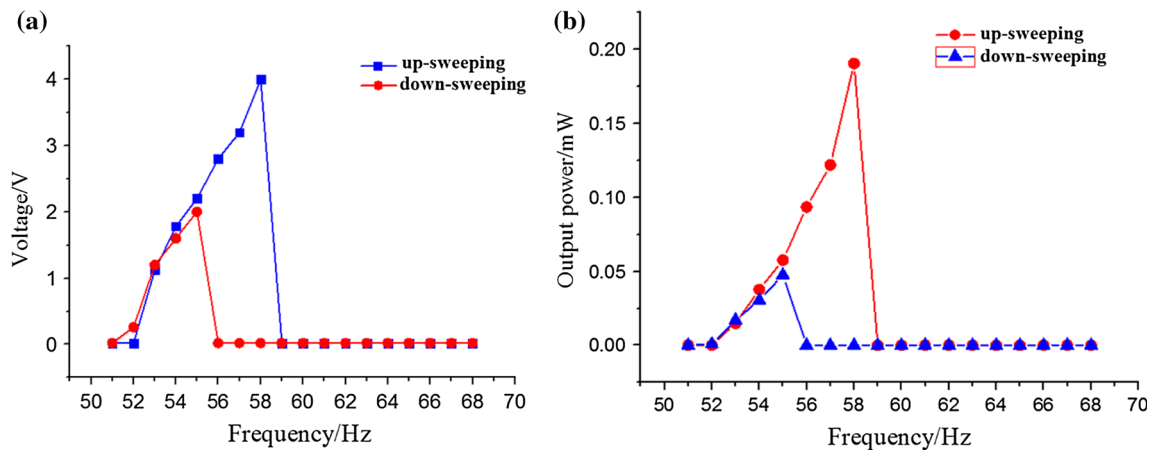 (a)
up-sweeping
down-sweeping
Voltage/V
4
3
2
1
0
50 52 54 56 58 60 62 64 66 68 70
Frequency/Hz
(b)
up-sweeping
down-sweeping
Output power/mW
0.20
0.15
0.10
0.05
0.00
50 52 54 56 58 60 62 64 66 68 70
Frequency/Hz